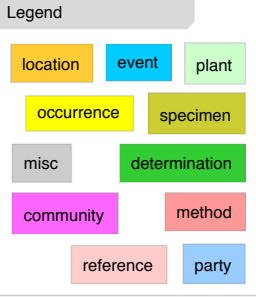 Legend
location event plant
occurrence specimen
misc determination
community method
reference party